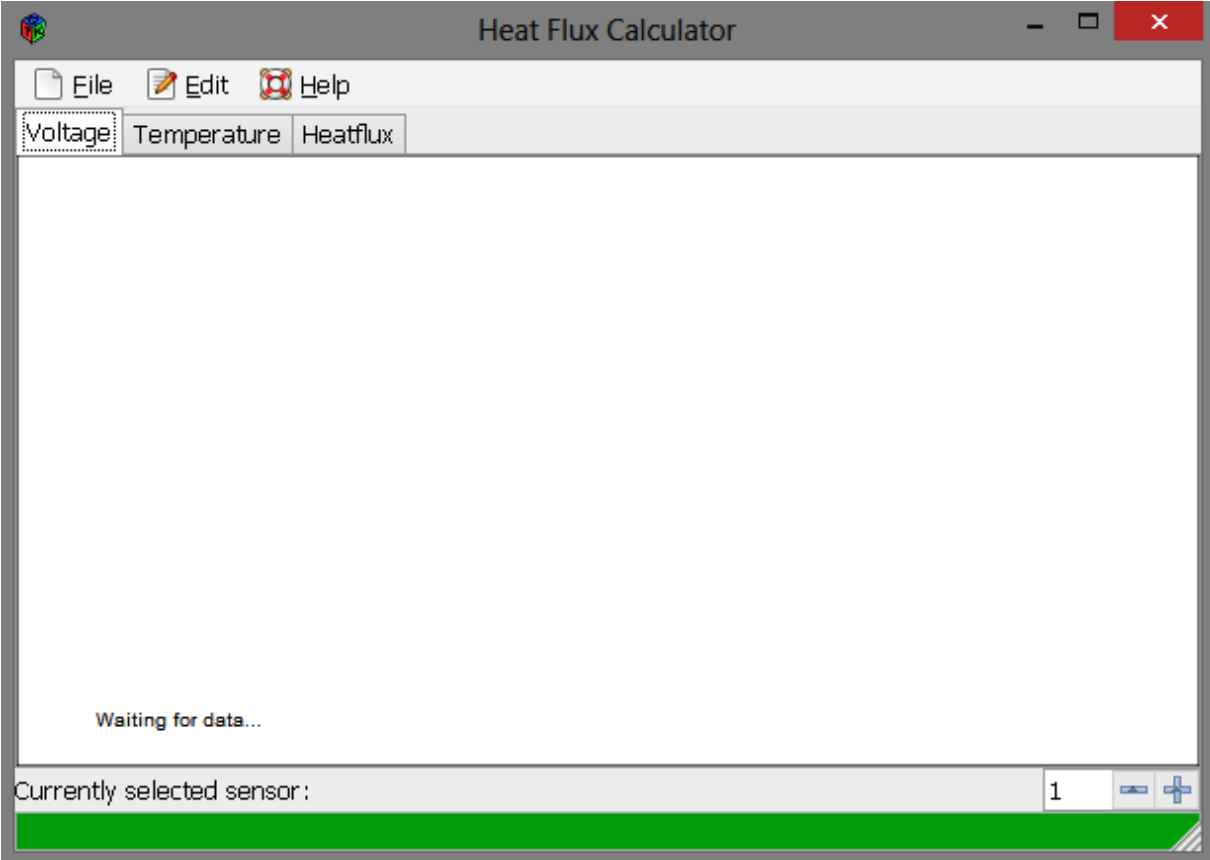 Heat Flux Calculator
File Edit Help
Voltage Temperature Heatflux
Waiting for data...
Currently selected sensor: 1